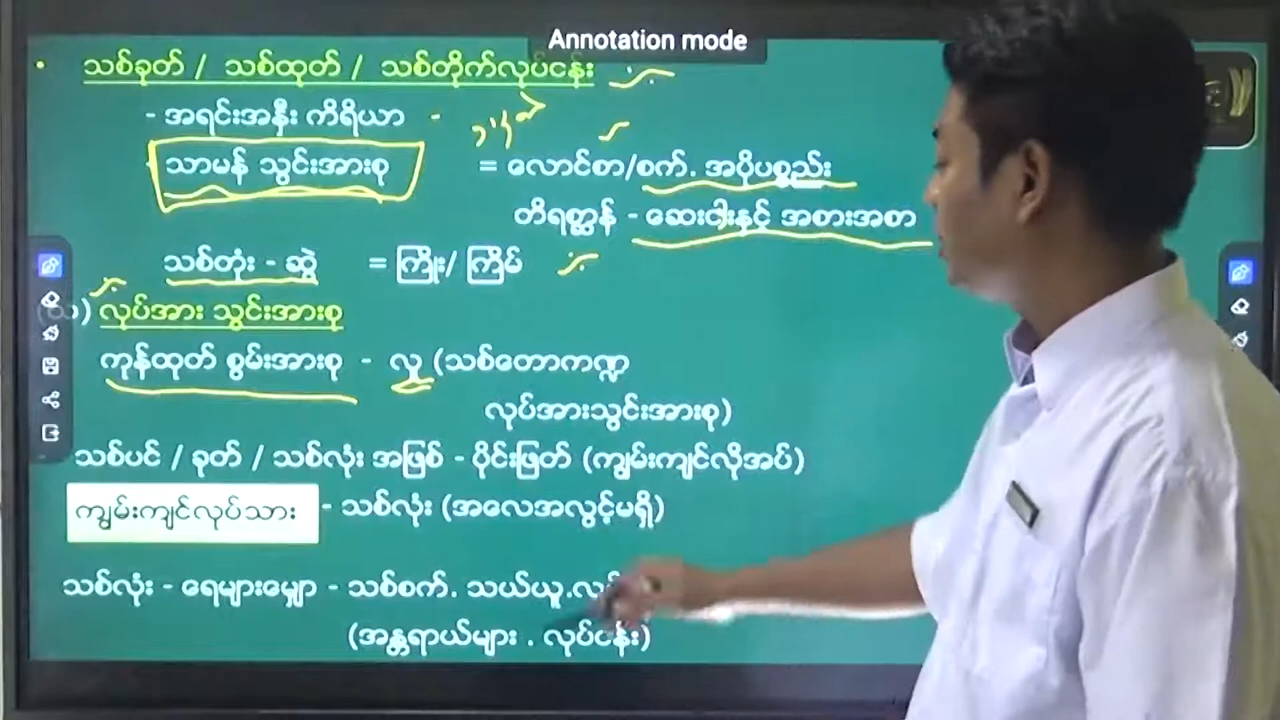 Annotation mode
• သစ်ခုတ် / သစ်ထုတ် / သစ်တိုက်လုပ်ငန်း
- အရင်းအနှီး ကိရိယာ -
သာမန် သွင်းအားစု = လောင်စာ/စက်. အပိုပစ္စည်း
တိရစ္ဆာန် - ဆေးဝါးနှင့် အစားအစာ
သစ်တုံး - ဆွဲ = ကြိုး/ ကြိမ်
(ဃ) လုပ်အား သွင်းအားစု
ကုန်ထုတ် စွမ်းအားစု - လူ (သစ်တောကဏ္ဍ
လုပ်အားသွင်းအားစု)
သစ်ပင် / ခုတ် / သစ်လုံး အဖြစ် - ပိုင်းဖြတ် (ကျွမ်းကျင်လိုအပ်)
ကျွမ်းကျင်လုပ်သား - သစ်လုံး (အလေအလွင့်မရှိ)
သစ်လုံး - ရေများမျှော - သစ်စက်. သယ်ယူ.
(အန္တရာယ်များ . လုပ်ငန်း)